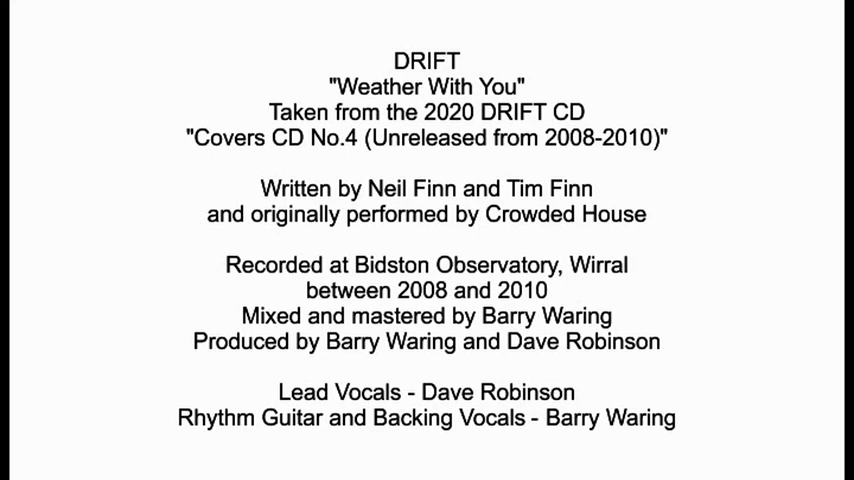 DRIFT
"Weather With You"
Taken from the 2020 DRIFT CD
"Covers CD No.4 (Unreleased from 2008-2010)"
Written by Neil Finn and Tim Finn
and originally performed by Crowded House
Recorded at Bidston Observatory, Wirral
between 2008 and 2010
Mixed and mastered by Barry Waring
Produced by Barry Waring and Dave Robinson
Lead Vocals - Dave Robinson
Rhythm Guitar and Backing Vocals - Barry Waring